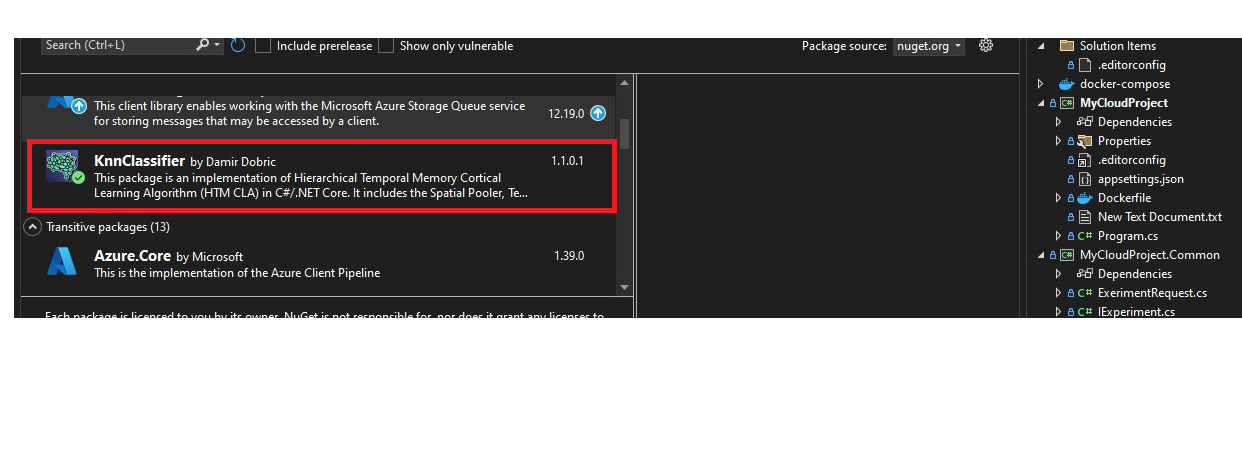 Search (Ctrl+L)
Include prerelease
Show only vulnerable
Package source: nuget.org
This client library enables working with the Microsoft Azure Storage Queue service
for storing messages that may be accessed by a client.
12.19.0
KnnClassifier by Damir Dobric
1.1.0.1
This package is an implementation of Hierarchical Temporal Memory Cortical
Learning Algorithm (HTM CLA) in C#/.NET Core. It includes the Spatial Pooler, Te...
Transitive packages (13)
Azure.Core by Microsoft
1.39.0
This is the implementation of the Azure Client Pipeline
Each package is licensed to you by its owner. NuGet is not responsible for, nor does it grant any licenses to
Solution Items
.editorconfig
docker-compose
C# MyCloudProject
Dependencies
Properties
.editorconfig
appsettings.json
Dockerfile
New Text Document.txt
C# Program.cs
C# MyCloudProject.Common
Dependencies
C# ExerimentRequest.cs
C# IExperiment.cs